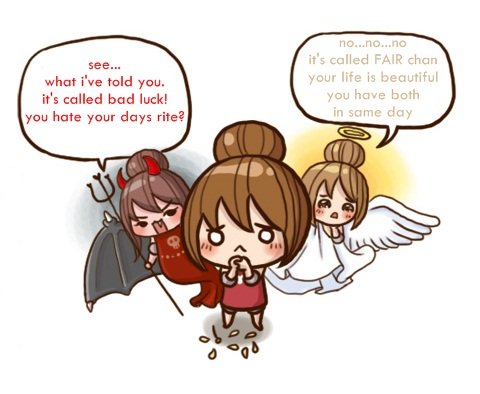 see...
what i've told you.
it's called bad luck!
you hate your days rite?
no...no...no
it's called FAIR chan
your life is beautiful
you have both
in same day